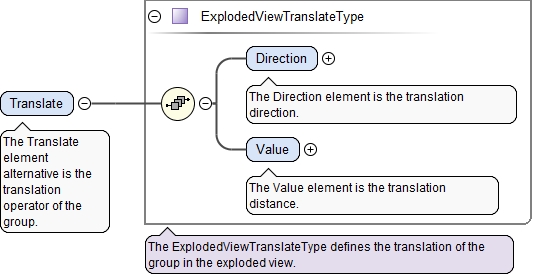 ExplodedViewTranslateType
Direction
The Direction element is the translation
direction.
Translate
The Translate
element
alternative is the
translation
operator of the
group.
Value
The Value element is the translation
distance.
The ExplodedViewTranslateType defines the translation of the
group in the exploded view.